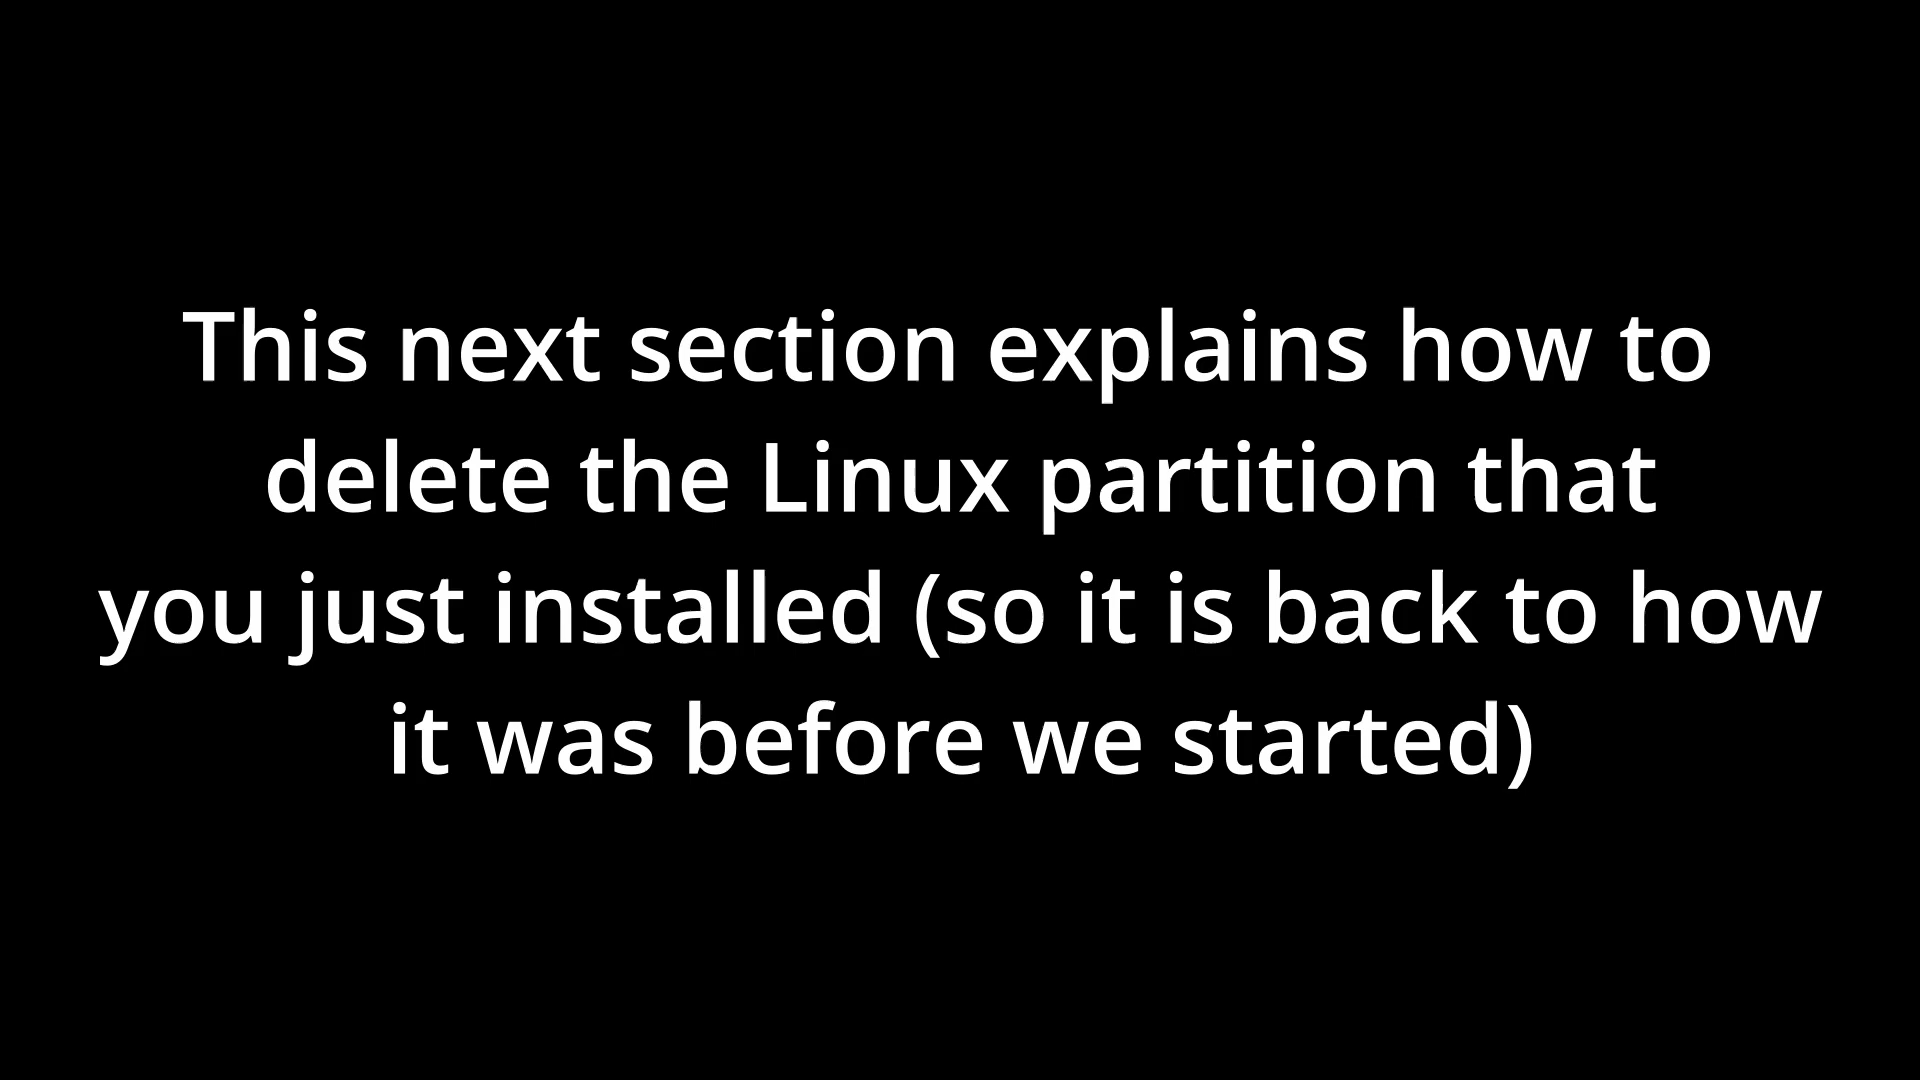 This next section explains how to
delete the Linux partition that
you just installed (so it is back to how
it was before we started)